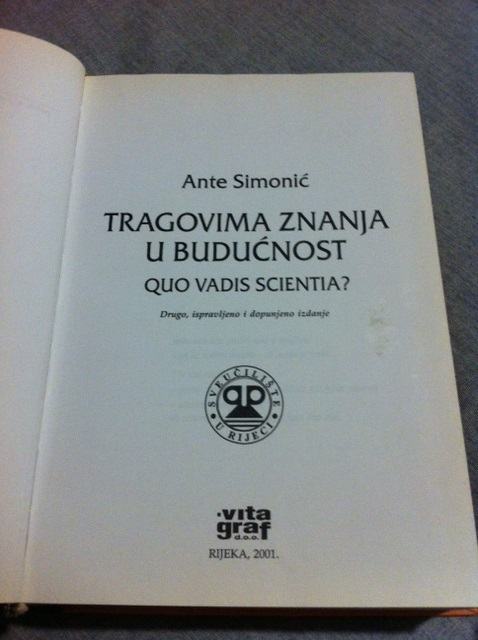 Ante Simonić
TRAGOVIMA ZNANJA
U BUDUĆNOST
QUO VADIS SCIENTIA?
Drugo, ispravljeno i dopunjeno izdanje
SVEUČILIŠTE
U RIJECI
vita
graf
d.o.o.
RIJEKA, 2001.